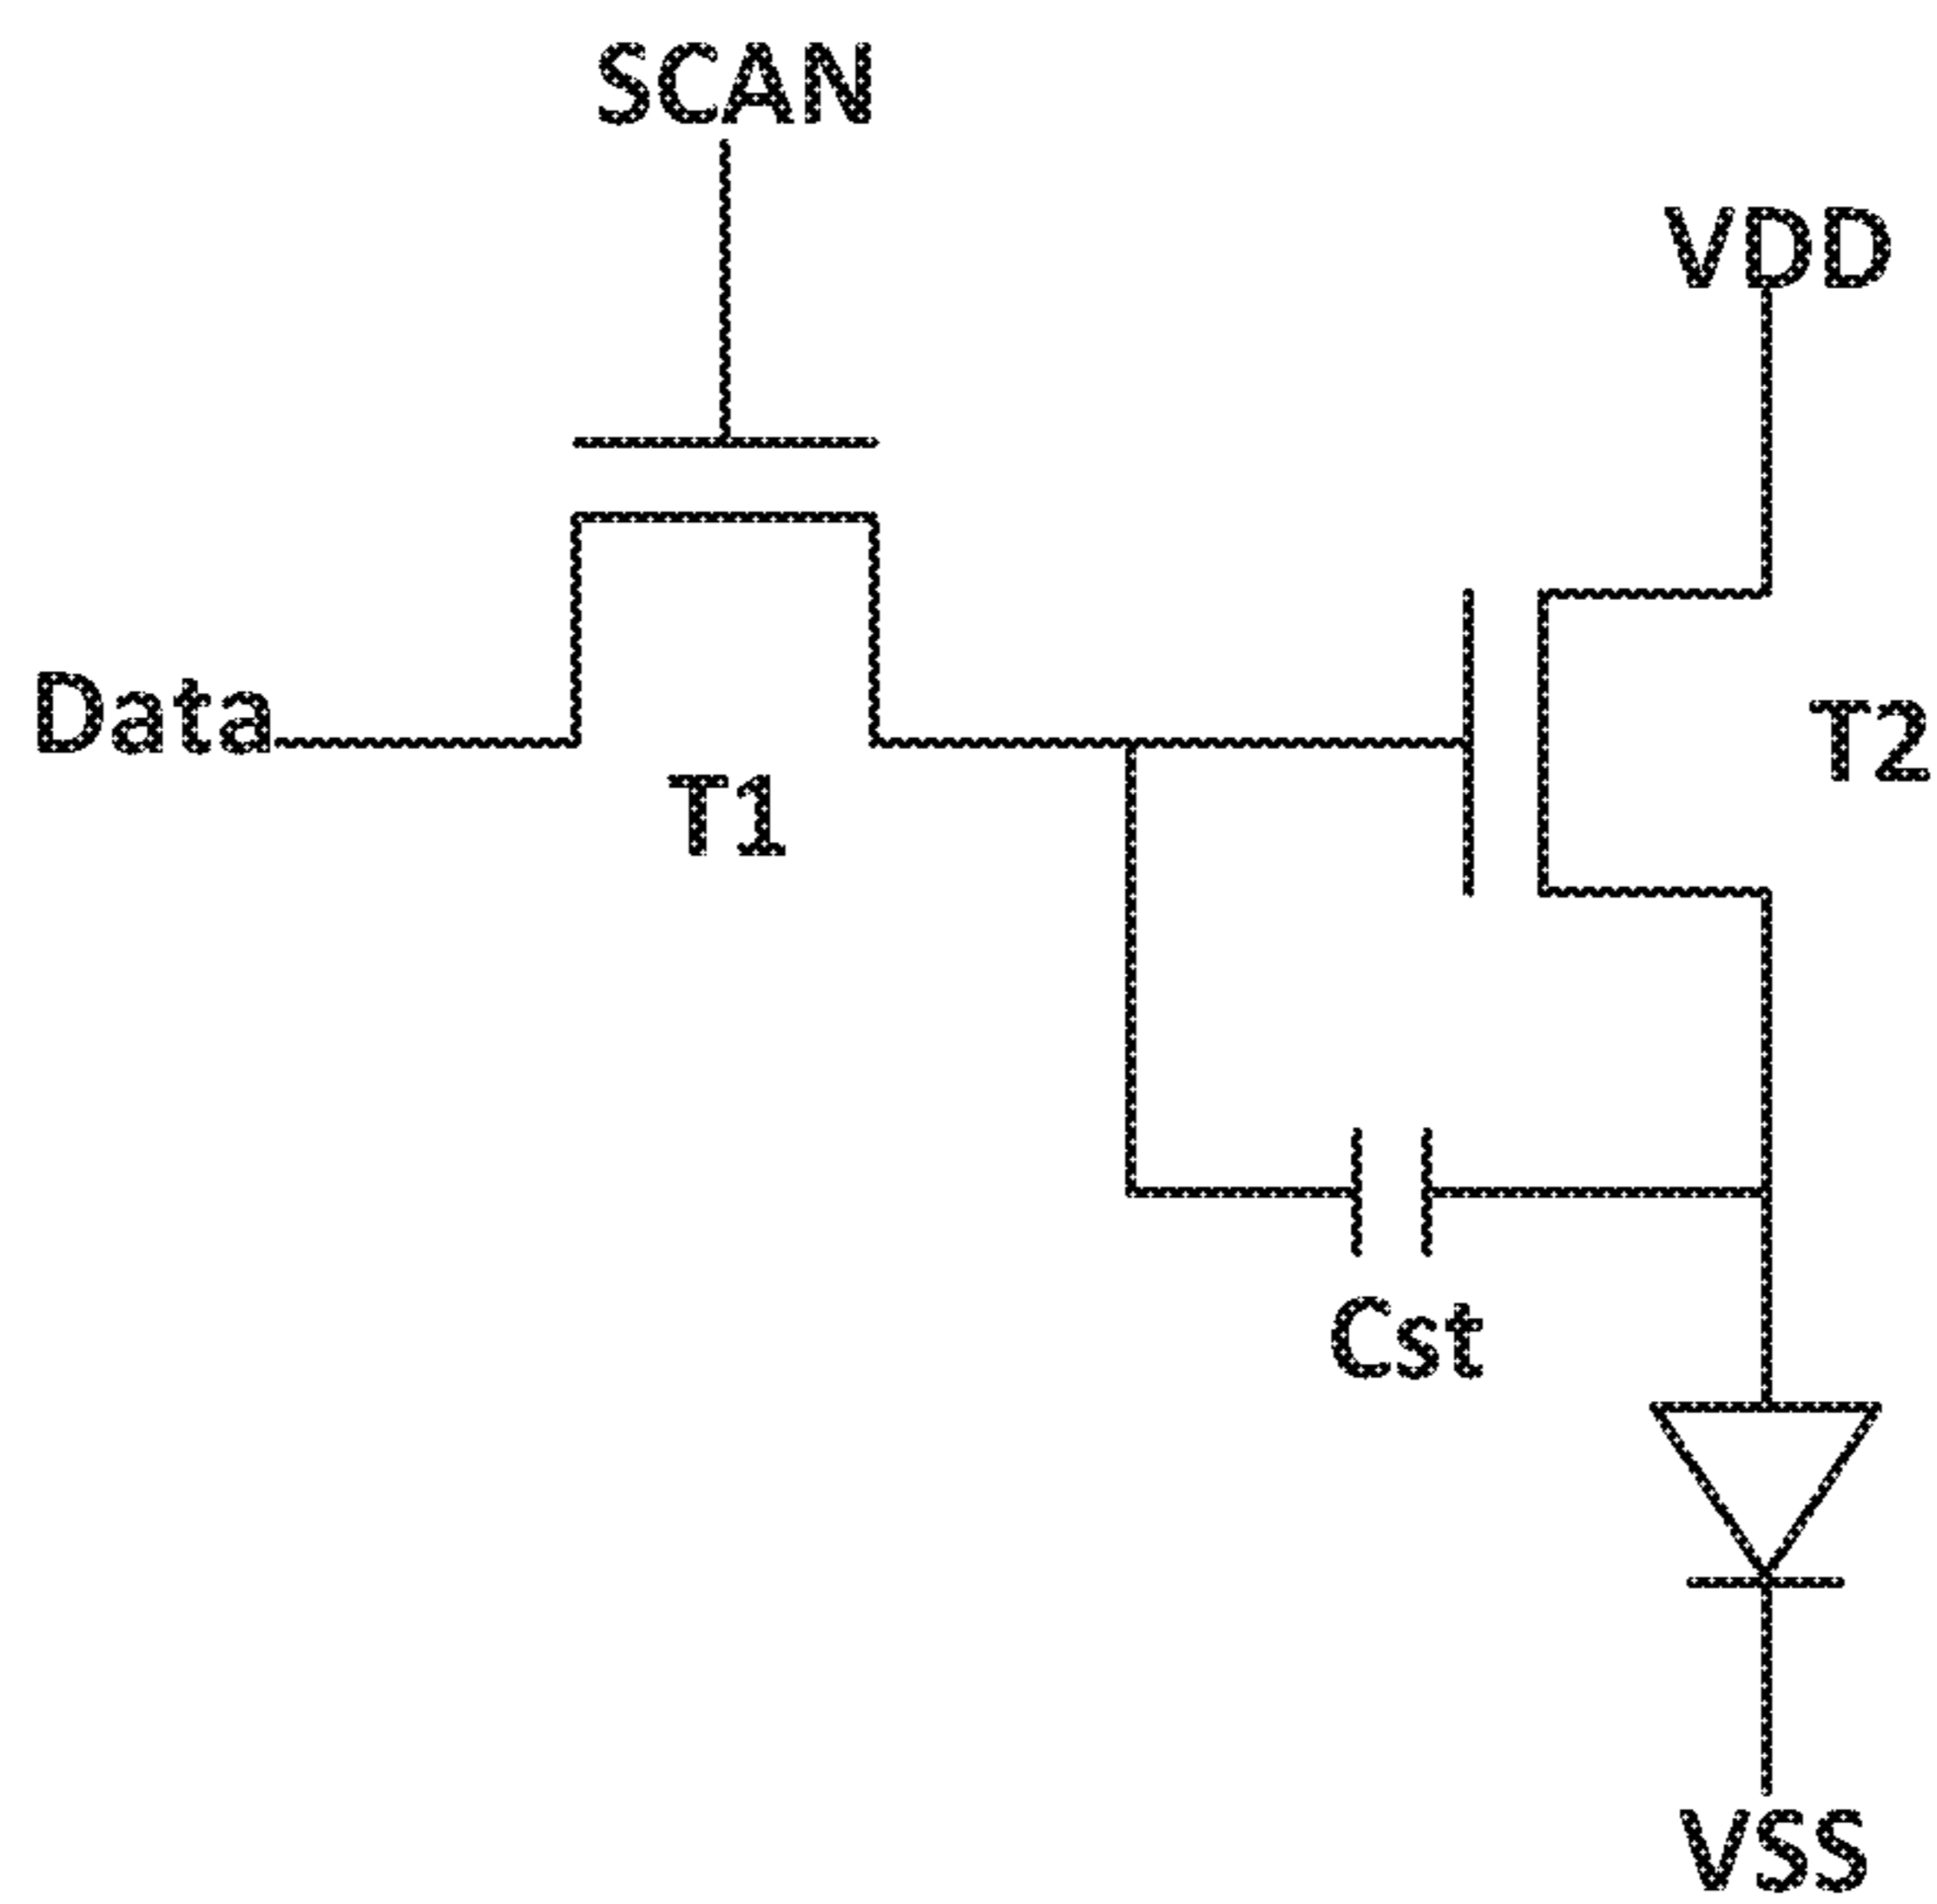 SCAN
VDD
Data
T2
T1
Cst
VSS